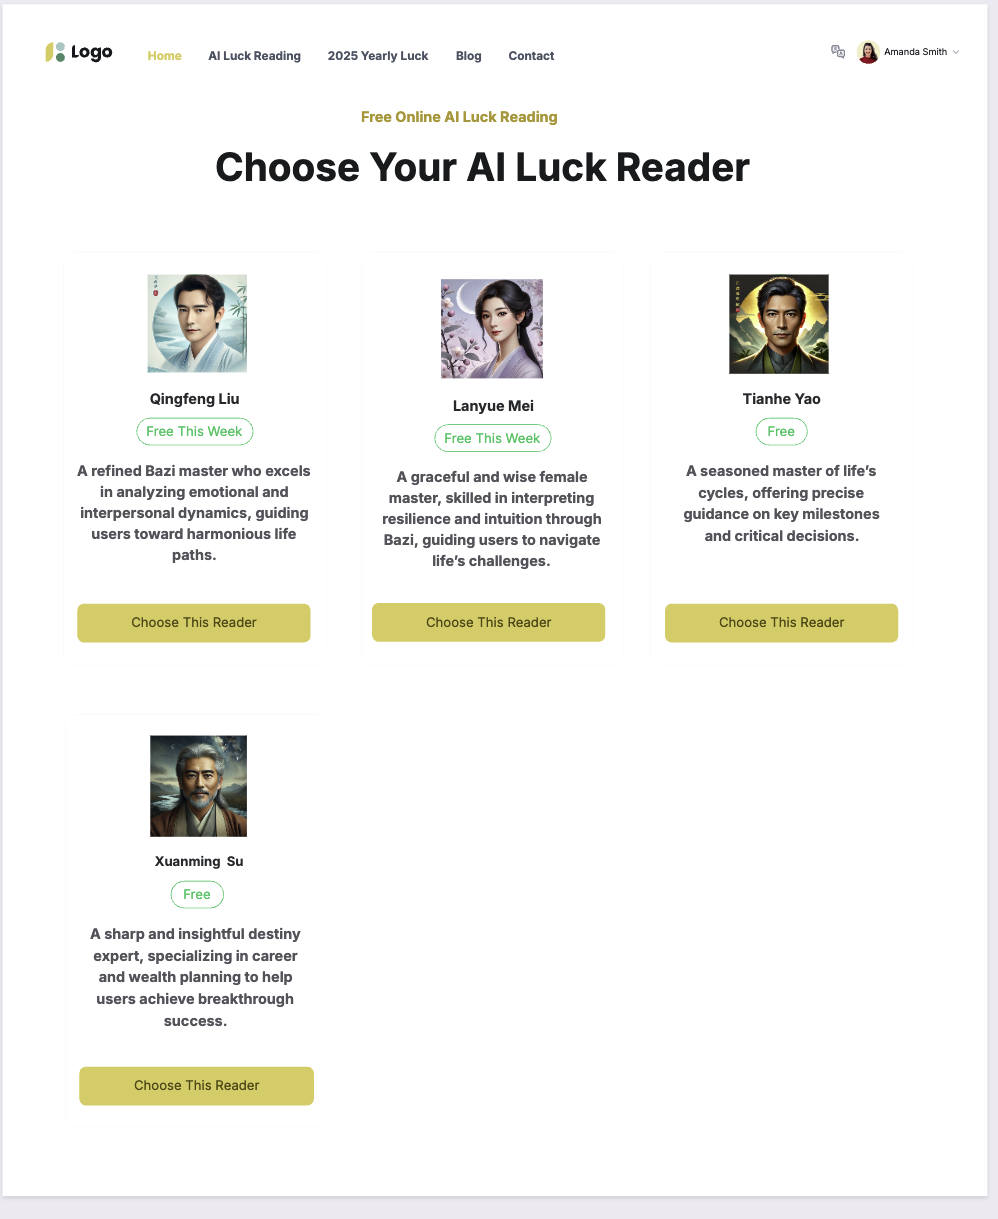 Logo
Home AI Luck Reading 2025 Yearly Luck Blog Contact
Amanda Smith
Free Online AI Luck Reading
Choose Your AI Luck Reader
Qingfeng Liu
Free This Week
A refined Bazi master who excels
in analyzing emotional and
interpersonal dynamics, guiding
users toward harmonious life
paths.
Choose This Reader
Lanyue Mei
Free This Week
A graceful and wise female
master, skilled in interpreting
resilience and intuition through
Bazi, guiding users to navigate
life’s challenges.
Choose This Reader
Tianhe Yao
Free
A seasoned master of life’s
cycles, offering precise
guidance on key milestones
and critical decisions.
Choose This Reader
Xuanming Su
Free
A sharp and insightful destiny
expert, specializing in career
and wealth planning to help
users achieve breakthrough
success.
Choose This Reader